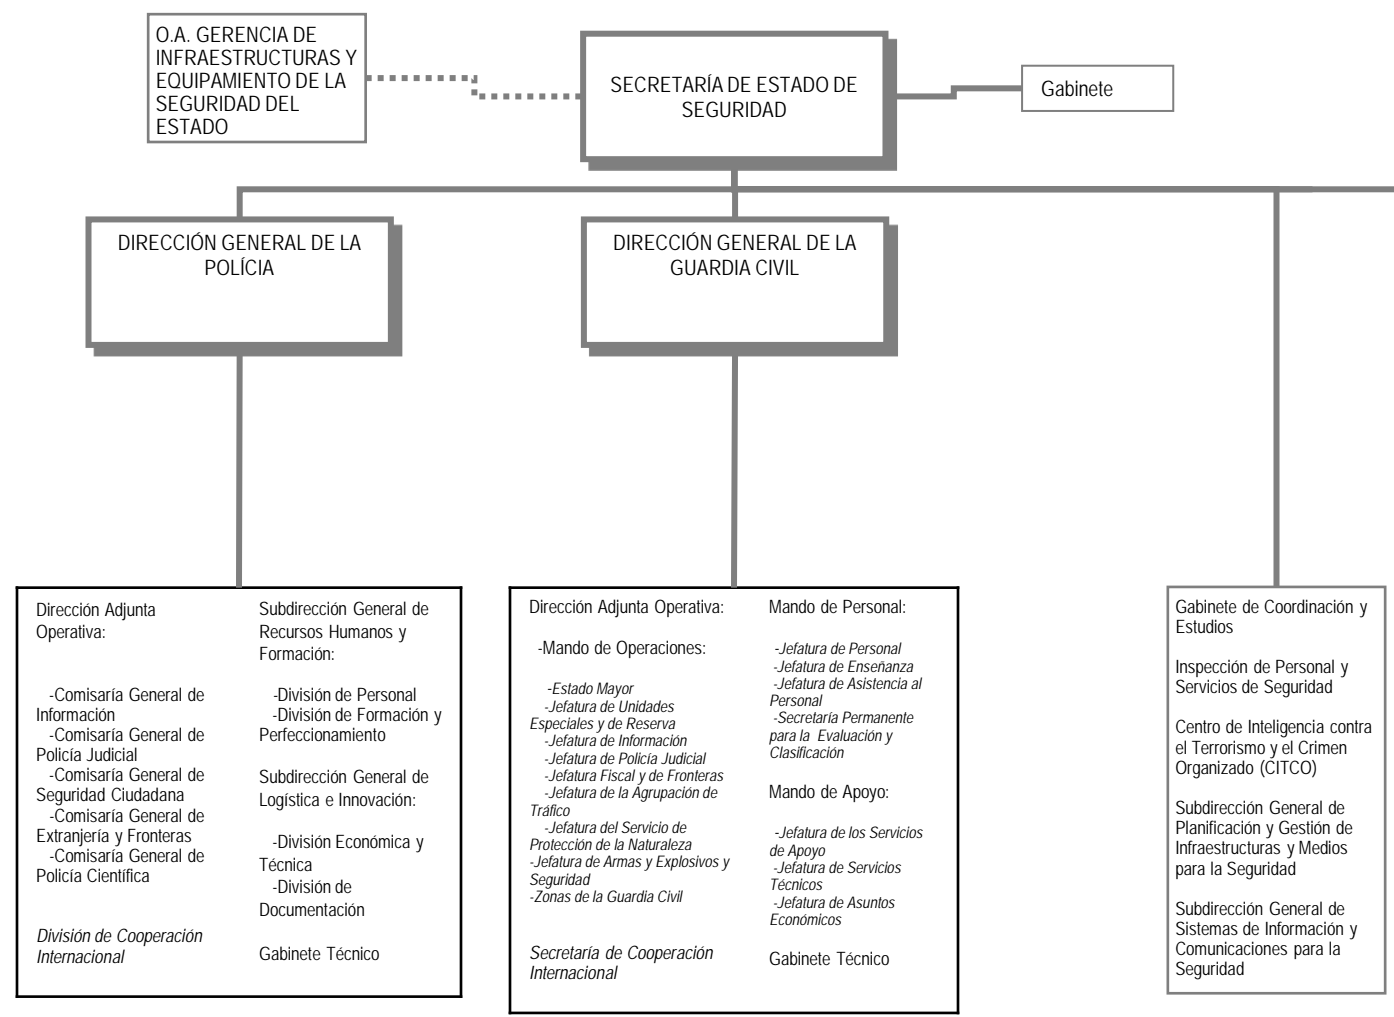 O.A. GERENCIA DE
INFRAESTRUCTURAS Y
EQUIPAMIENTO DE LA
SEGURIDAD DEL
ESTADO
SECRETARÍA DE ESTADO DE
SEGURIDAD
Gabinete
DIRECCIÓN GENERAL DE LA
POLÍCIA
DIRECCIÓN GENERAL DE LA
GUARDIA CIVIL
Dirección Adjunta
Operativa:
-Comisaría General de
Información
-Comisaría General de
Policía Judicial
-Comisaría General de
Seguridad Ciudadana
-Comisaría General de
Extranjería y Fronteras
-Comisaría General de
Policía Científica
División de Cooperación
Internacional
Subdirección General de
Recursos Humanos y
Formación:
-División de Personal
-División de Formación y
Perfeccionamiento
Subdirección General de
Logística e Innovación:
-División Económica y
Técnica
-División de
Documentación
Gabinete Técnico
Dirección Adjunta Operativa:
-Mando de Operaciones:
-Estado Mayor
-Jefatura de Unidades
Especiales y de Reserva
-Jefatura de Información
-Jefatura de Policía Judicial
-Jefatura Fiscal y de Fronteras
-Jefatura de la Agrupación de
Tráfico
-Jefatura del Servicio de
Protección de la Naturaleza
-Jefatura de Armas y Explosivos y
Seguridad
-Zonas de la Guardia Civil
Secretaría de Cooperación
Internacional
Mando de Personal:
-Jefatura de Personal
-Jefatura de Enseñanza
-Jefatura de Asistencia al
Personal
-Secretaría Permanente
para la Evaluación y
Clasificación
Mando de Apoyo:
-Jefatura de los Servicios
de Apoyo
-Jefatura de Servicios
Técnicos
-Jefatura de Asuntos
Económicos
Gabinete Técnico
Gabinete de Coordinación y
Estudios
Inspección de Personal y
Servicios de Seguridad
Centro de Inteligencia contra
el Terrorismo y el Crimen
Organizado (CITCO)
Subdirección General de
Planificación y Gestión de
Infraestructuras y Medios
para la Seguridad
Subdirección General de
Sistemas de Información y
Comunicaciones para la
Seguridad